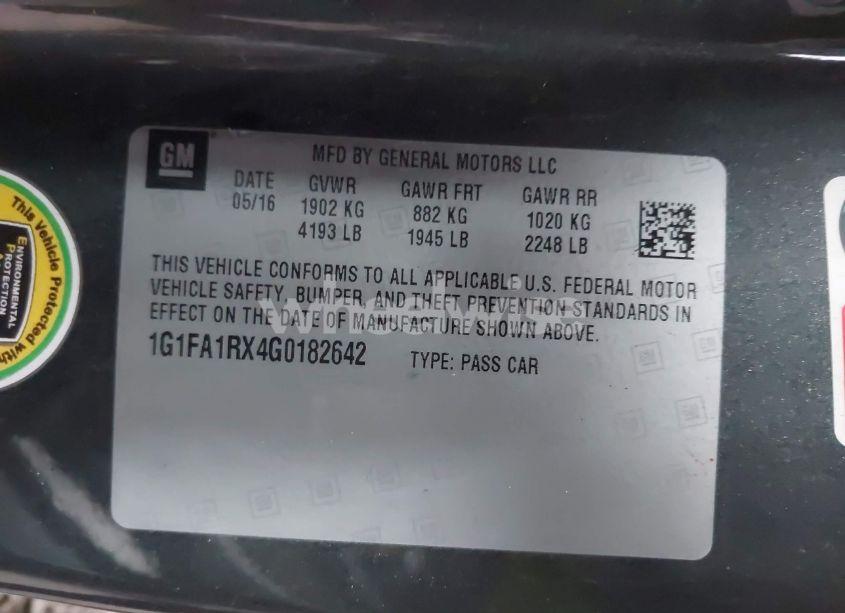 GM
MFD BY GENERAL MOTORS LLC
DATE GVWR GAWR FRT GAWR RR
05/16 1902 KG 882 KG 1020 KG
4193 LB 1945 LB 2248 LB
THIS VEHICLE CONFORMS TO ALL APPLICABLE U.S. FEDERAL MOTOR
VEHICLE SAFETY, BUMPER, AND THEFT PREVENTION STANDARDS IN
EFFECT ON THE DATE OF MANUFACTURE SHOWN ABOVE.
1G1FA1RX4G0182642 TYPE: PASS CAR
This Vehicle Protected with
ENVIRONMENTAL
PROTECTION